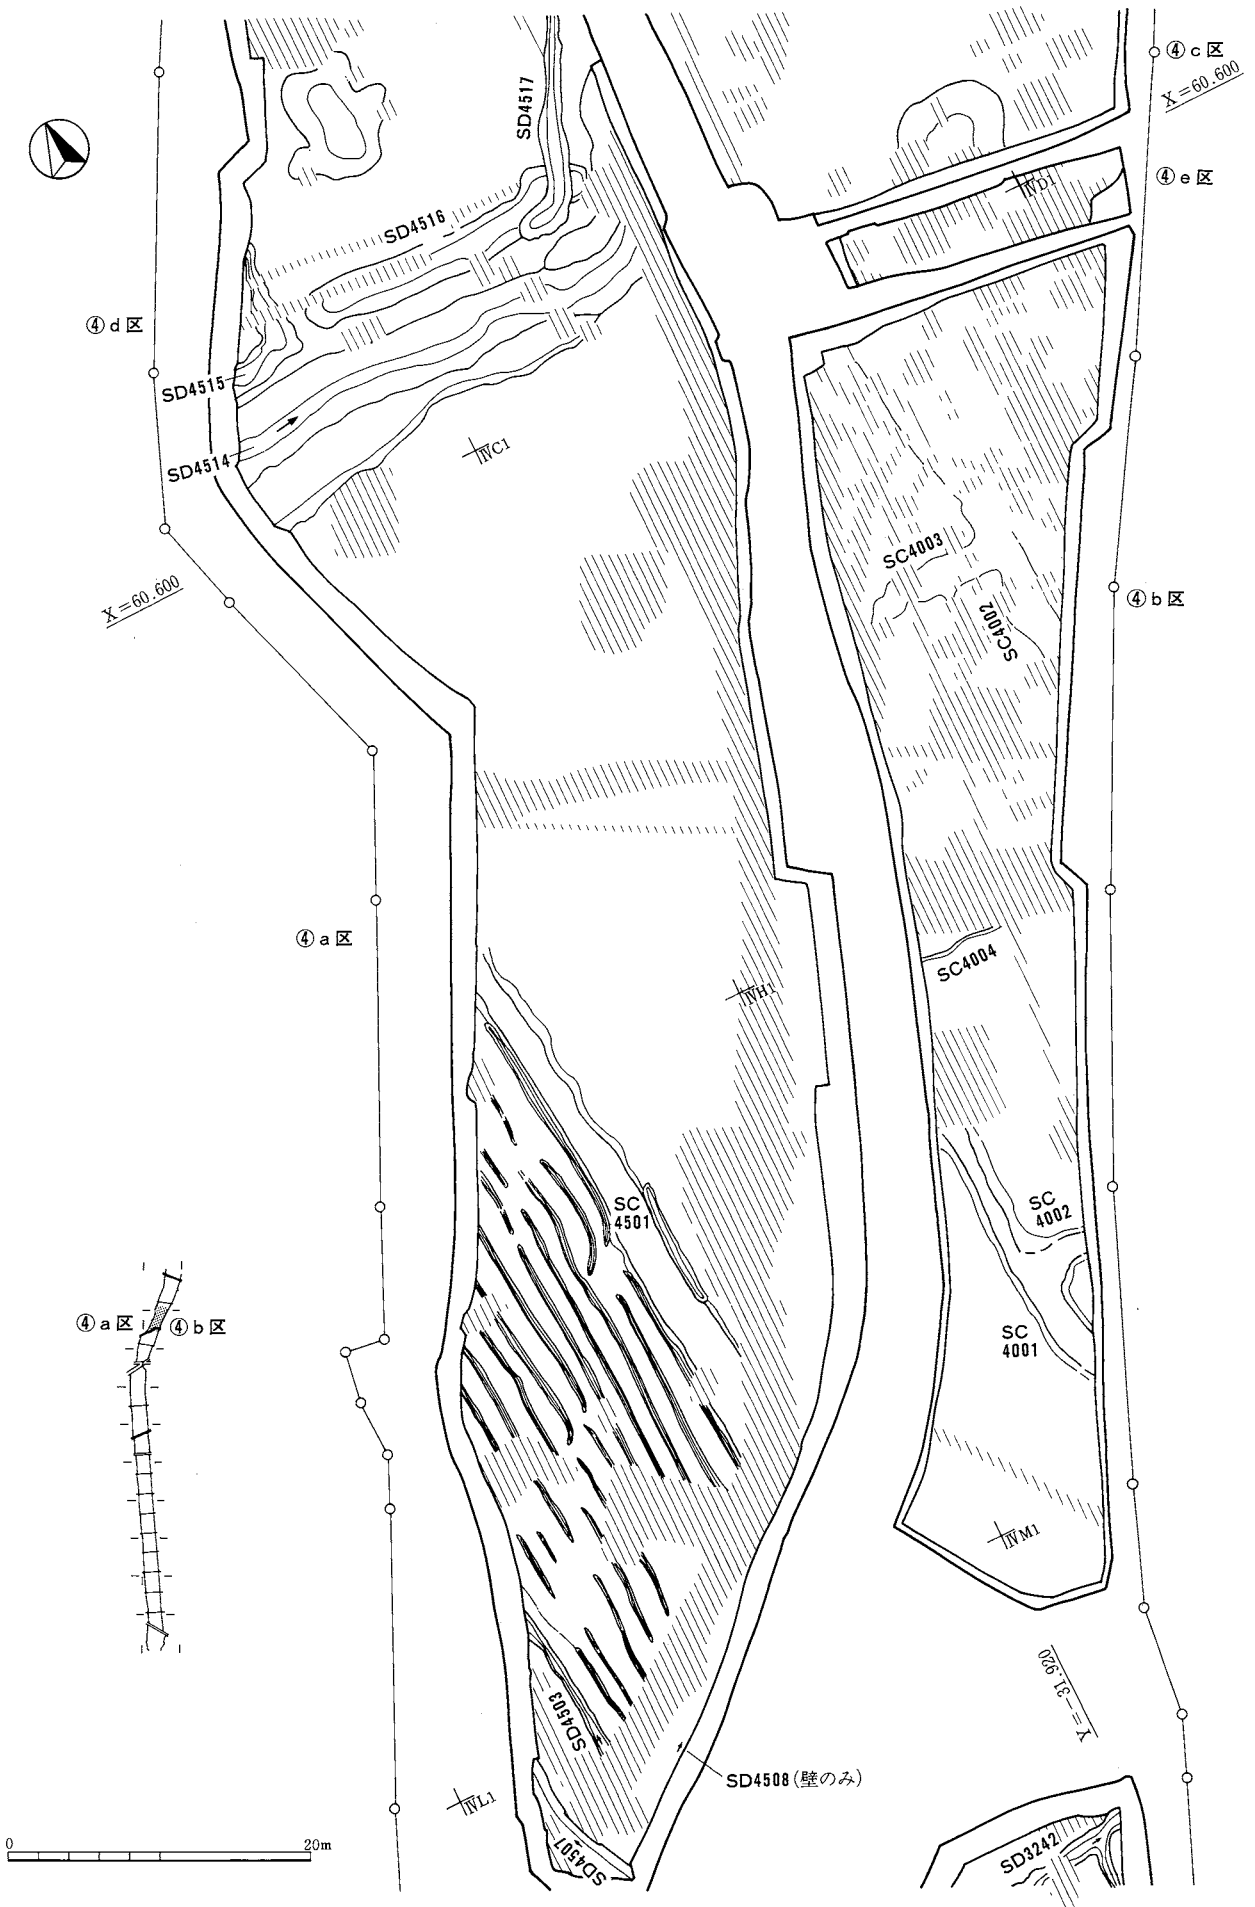 ④c区
X=60.600
SD4517
④e区
ⅣD1
SD4516
④d区
SD4515
SD4514
ⅣC1
X=60.600
SC4003
SC4002
④b区
④a区
SC4004
ⅣH1
SC
4501
SC
4002
SC
4001
④a区
④b区
ⅣM1
Y=-31.920
SD4503
SD4508(壁のみ)
ⅣL1
SD4507
SD3242
0
20m